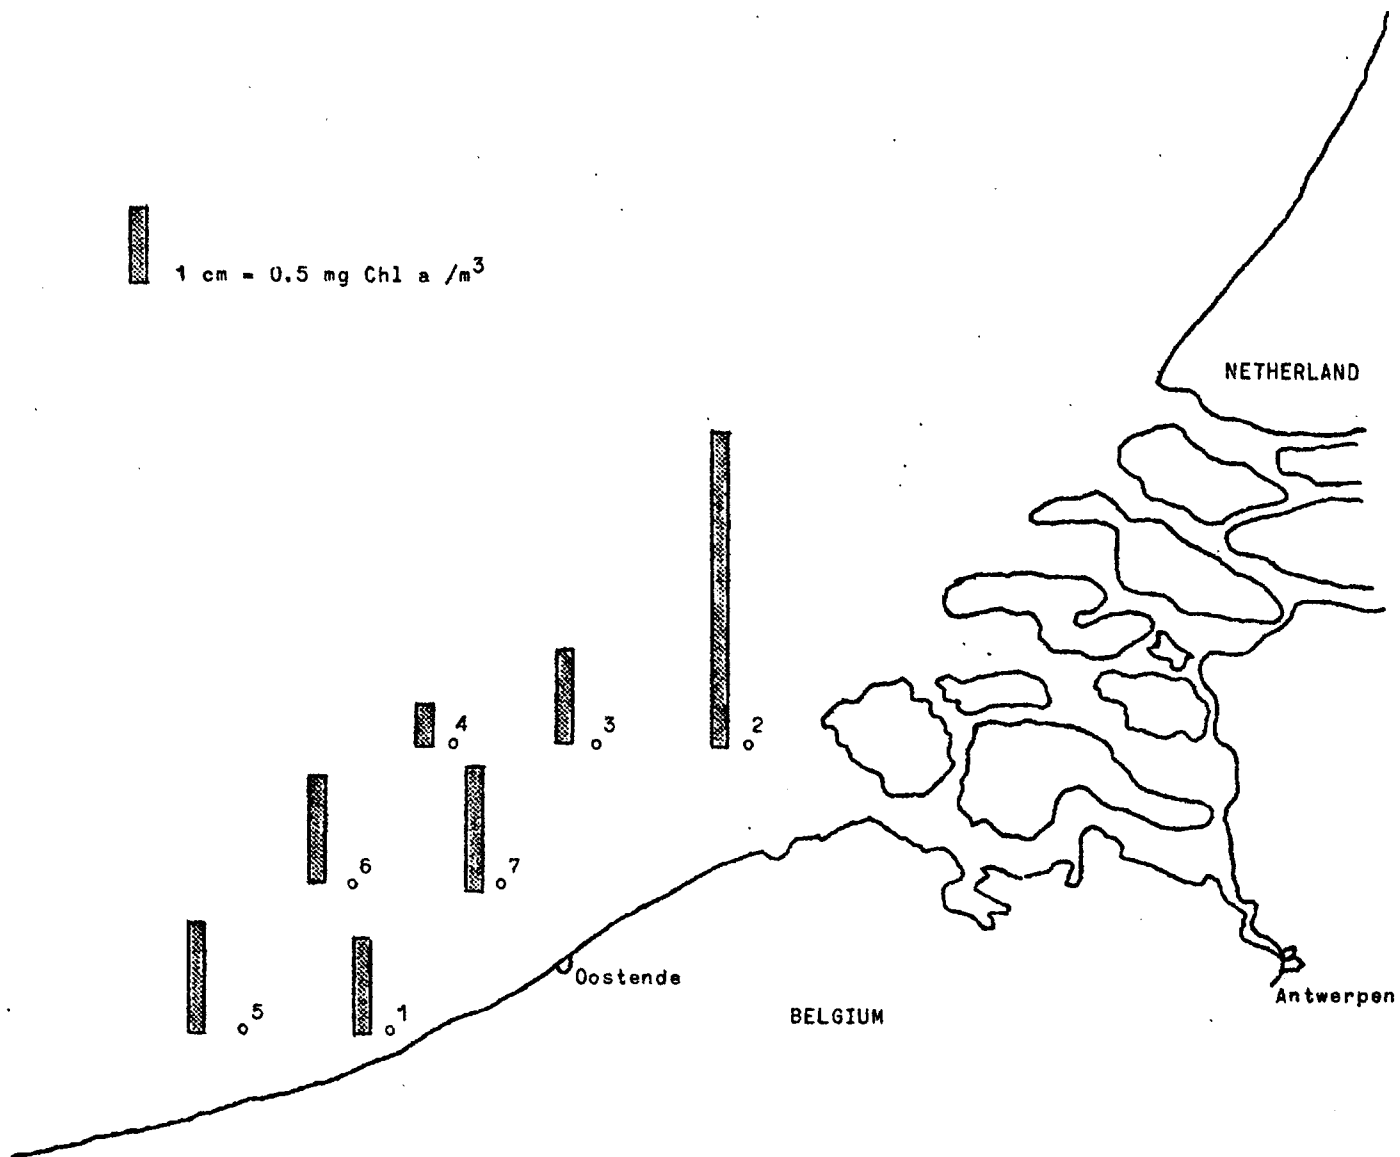 1 cm = 0.5 mg Chl a /m³
NETHERLAND
4
3
2
6
7
Oostende
5
1
BELGIUM
Antwerpen